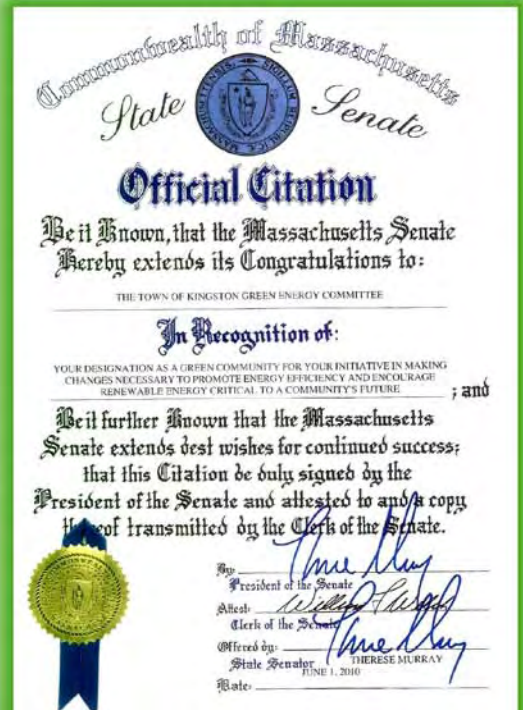 Commonwealth of Massachusetts
State Senate
Official Citation
Be it Known, that the Massachusetts Senate
Hereby extends its Congratulations to:
THE TOWN OF KINGSTON GREEN ENERGY COMMITTEE
In Recognition of:
YOUR DESIGNATION AS A GREEN COMMUNITY FOR YOUR INITIATIVE IN MAKING
CHANGES NECESSARY TO PROMOTE ENERGY EFFICIENCY AND ENCOURAGE
RENEWABLE ENERGY CRITICAL TO A COMMUNITY'S FUTURE ; and
Be it further Known that the Massachusetts
Senate extends best wishes for continued success;
that this Citation be duly signed by the
President of the Senate and attested to and a copy
thereof transmitted by the Clerk of the Senate.
By:
President of the Senate
Attest:
Clerk of the Senate
Offered by:
State Senator THERESE MURRAY
JUNE 1, 2010
Date: